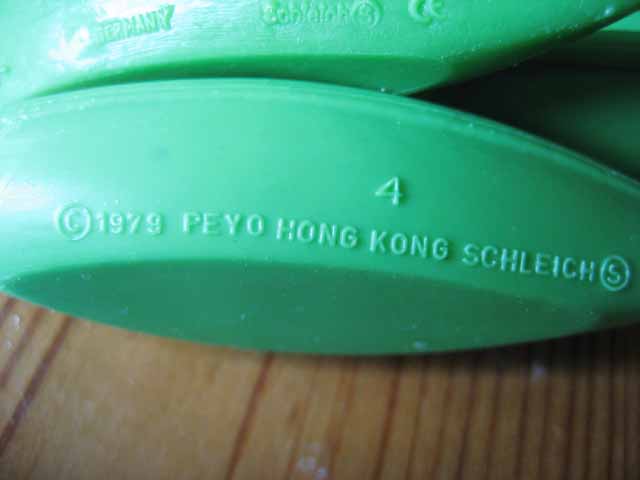 GERMANY Schleich Ⓢ CE
4
© 1979 PEYO HONG KONG SCHLEICH Ⓢ